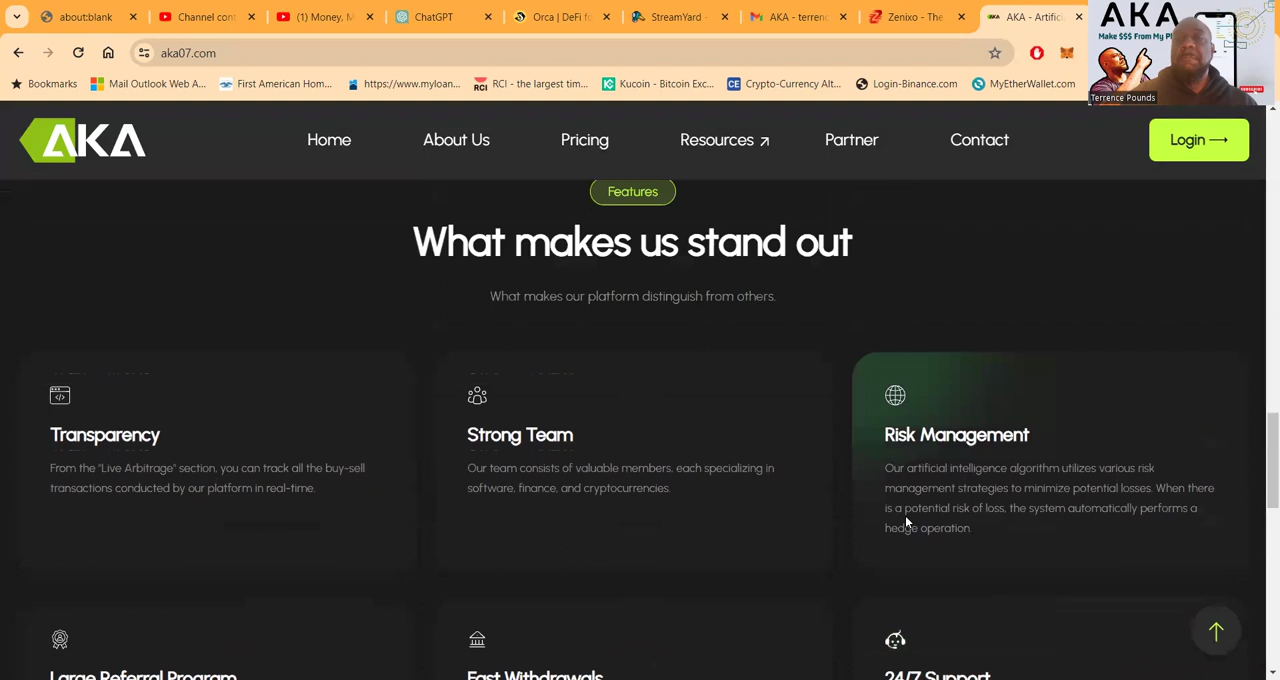 about:blank
Channel con
(1) Money, M
ChatGPT
Orca | DeFi fo
StreamYard -
AKA - terrenc
Zenixo - The
AKA - Artific
aka07.com
Bookmarks
Mail Outlook Web A...
First American Hom...
https://www.myloan...
RCI - the largest tim...
Kucoin - Bitcoin Exc...
Crypto-Currency Alt...
Login-Binance.com
MyEtherWallet.com
AKA
Make $$$ From My Ph
Terrence Pounds
AKA
Home
About Us
Pricing
Resources
Partner
Contact
Login
Features
What makes us stand out
What makes our platform distinguish from others.
Transparency
From the "Live Arbitrage" section, you can track all the buy-sell
transactions conducted by our platform in real-time.
Strong Team
Our team consists of valuable members, each specializing in
software, finance, and cryptocurrencies.
Risk Management
Our artificial intelligence algorithm utilizes various risk
management strategies to minimize potential losses. When there
is a potential risk of loss, the system automatically performs a
hedge operation.
Large Referral Program
Fast Withdrawals
24/7 Support